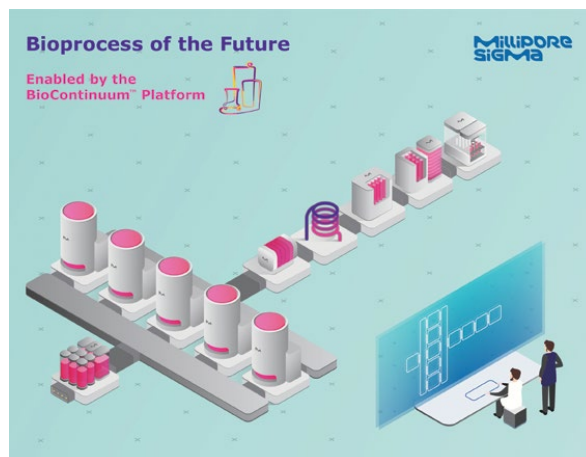 Bioprocess of the Future
MILLIPORE
SIGMA
Enabled by the
BioContinuum™ Platform